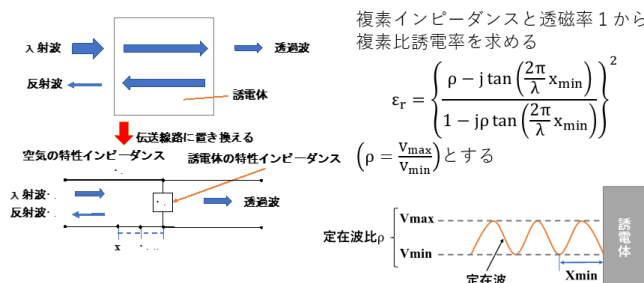 入射波
反射波
透過波
誘電体
伝送線路に置き換える
空気の特性インピーダンス
誘電体の特性インピーダンス
入射波
反射波
透過波
x
複素インピーダンスと透磁率1から
複素比誘電率を求める
ε_r = { (ρ − j tan (2π/λ x_min)) / (1 − jρ tan (2π/λ x_min)) }²
(ρ = V_max/V_min)とする
定在波比ρ
Vmax
Vmin
定在波
Xmin
誘電体